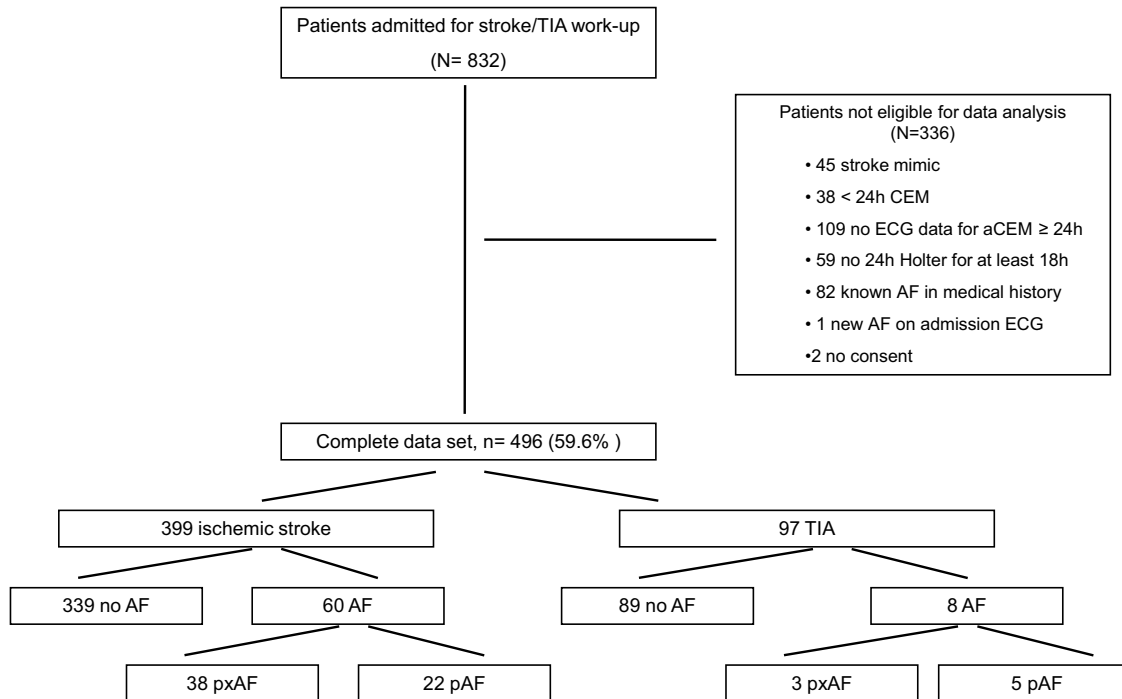 Patients admitted for stroke/TIA work-up
(N= 832)
Patients not eligible for data analysis
(N=336)
• 45 stroke mimic
• 38 < 24h CEM
• 109 no ECG data for aCEM ≥ 24h
• 59 no 24h Holter for at least 18h
• 82 known AF in medical history
• 1 new AF on admission ECG
•2 no consent
Complete data set, n= 496 (59.6% )
399 ischemic stroke
97 TIA
339 no AF
60 AF
89 no AF
8 AF
38 pxAF
22 pAF
3 pxAF
5 pAF